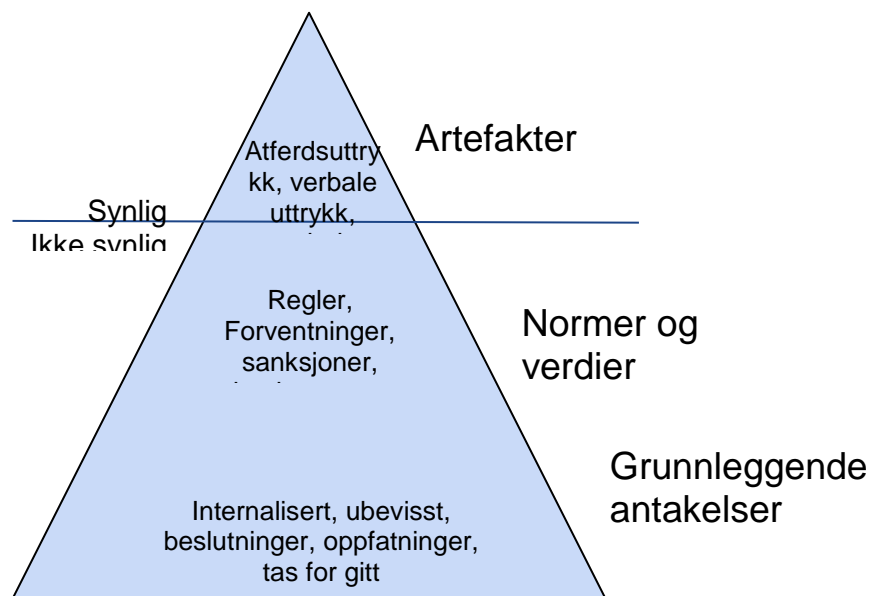 Atferdsuttry
kk, verbale
uttrykk,
Artefakter
Synlig
Ikke synlig
Regler,
Forventninger,
sanksjoner,
Normer og
verdier
Grunnleggende
antakelser
Internalisert, ubevisst,
beslutninger, oppfatninger,
tas for gitt